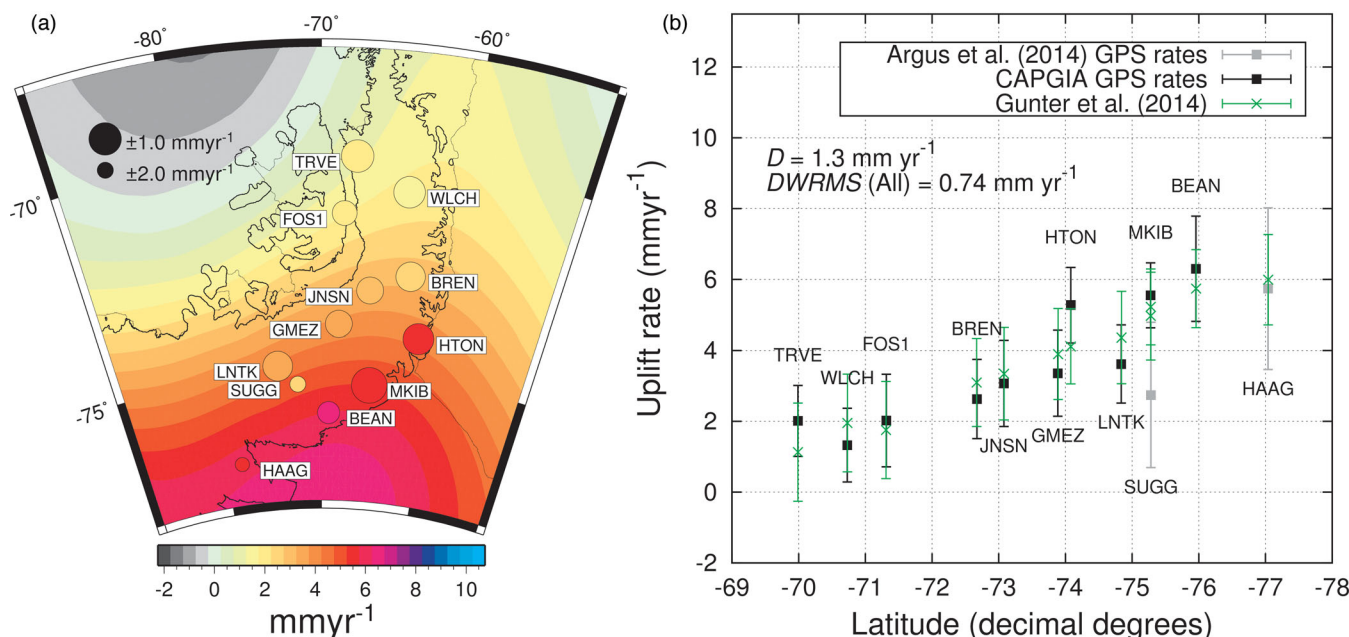 (a)
-80
-70
-60
±1.0 mmyr-1
±2.0 mmyr-1
TRVE
WLCH
FOS1
-70
BREN
JNSN
GMEZ
HTON
LNTK
SUGG
MKIB
-75
BEAN
HAAG
-2 0 2 4 6 8 10
mmyr-1
(b)
Argus et al. (2014) GPS rates
CAPGIA GPS rates
Gunter et al. (2014)
D = 1.3 mm yr-1
DWRMS (All) = 0.74 mm yr-1
BEAN
MKIB
HTON
BREN
FOS1
TRVE
WLCH
JNSN
GMEZ
LNTK
HAAG
SUGG
12
10
8
6
4
2
0
-2
Uplift rate (mmyr-1)
-69 -70 -71 -72 -73 -74 -75 -76 -77 -78
Latitude (decimal degrees)